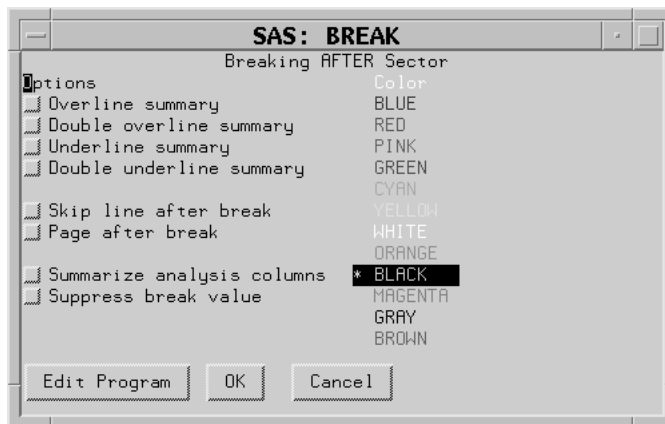 SAS: BREAK
Breaking AFTER Sector
Options Color
Overline summary BLUE
Double overline summary RED
Underline summary PINK
Double underline summary GREEN
CYAN
Skip line after break YELLOW
Page after break WHITE
ORANGE
Summarize analysis columns * BLACK
Suppress break value MAGENTA
GRAY
BROWN
Edit Program OK Cancel